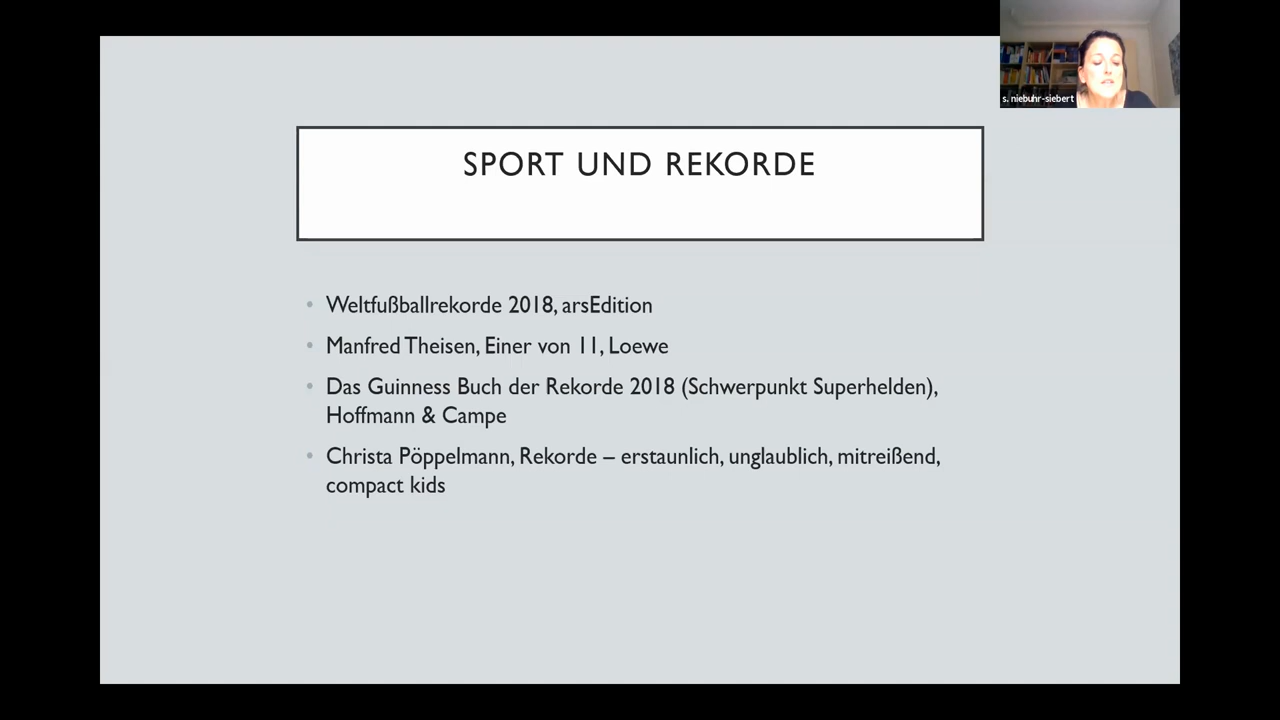 s. niebuhr-siebert
SPORT UND REKORDE
• Weltfußballrekorde 2018, arsEdition
• Manfred Theisen, Einer von 11, Loewe
• Das Guinness Buch der Rekorde 2018 (Schwerpunkt Superhelden),
Hoffmann & Campe
• Christa Pöppelmann, Rekorde – erstaunlich, unglaublich, mitreißend,
compact kids